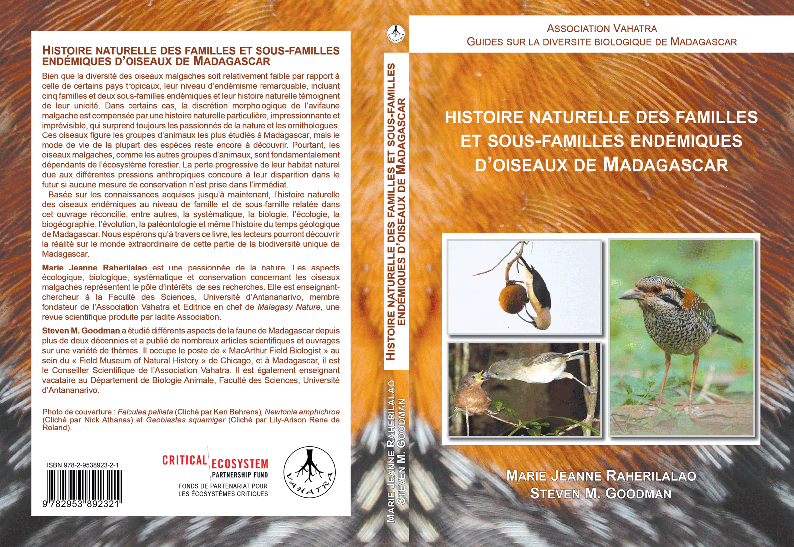 HISTOIRE NATURELLE DES FAMILLES ET SOUS-FAMILLES
ENDÉMIQUES D'OISEAUX DE MADAGASCAR
Bien que la diversité des oiseaux malgaches soit relativement faible par rapport à
celle de certains pays tropicaux, leur niveau d'endémisme remarquable, incluant
cinq familles et deux sous-familles endémiques et leur histoire naturelle témoignent
de leur unicité. Dans certains cas, la discrétion morphologique de l'avifaune
malgache est compensée par une histoire naturelle particulière, impressionnante et
imprévisible, qui surprend toujours les passionnés de la nature et les ornithologues.
Ces oiseaux figure les groupes d'animaux les plus étudiés à Madagascar, mais le
mode de vie de la plupart des espèces reste encore à découvrir. Pourtant, les
oiseaux malgaches, comme les autres groupes d'animaux, sont fondamentalement
dépendants de l'écosystème forestier. La perte progressive de leur habitat naturel
due aux différentes pressions anthropiques concoure à leur disparition dans le
futur si aucune mesure de conservation n'est prise dans l'immédiat.
Basée sur les connaissances acquises jusqu'à maintenant, l'histoire naturelle
des oiseaux endémiques au niveau de famille et de sous-famille relatée dans
cet ouvrage réconcilie, entre autres, la systématique, la biologie, l'écologie, la
biogéographie, l'évolution, la paléontologie et même l'histoire du temps géologique
de Madagascar. Nous espérons qu'à travers ce livre, les lecteurs pourront découvrir
la réalité sur le monde extraordinaire de cette partie de la biodiversité unique de
Madagascar.
Marie Jeanne Raherilalao est une passionnée de la nature. Les aspects
écologique, biologique, systématique et conservation concernant les oiseaux
malgaches représentent le pôle d'intérêts de ses recherches. Elle est enseignant-
chercheur à la Faculté des Sciences, Université d'Antananarivo, membre
fondateur de l'Association Vahatra et Editrice en chef de Malagasy Nature, une
revue scientifique produite par ladite Association.
Steven M. Goodman a étudié différents aspects de la faune de Madagascar depuis
plus de deux décennies et a publié de nombreux articles scientifiques et ouvrages
sur une variété de thèmes. Il occupe le poste de « MacArthur Field Biologist » au
sein du « Field Museum of Natural History » de Chicago, et à Madagascar, il est
le Conseiller Scientifique de l'Association Vahatra. Il est également enseignant
vacataire au Département de Biologie Animale, Faculté des Sciences, Université
d'Antananarivo.
Photo de couverture : Falculea palliata (Cliché par Ken Behrens), Newtonia amphichroa
(Cliché par Nick Athanas) et Geobiastes squamiger (Cliché par Lily-Arison Rene de
Roland).
ISBN 978-2-9538923-2-1
9 782953 892321
CRITICAL ECOSYSTEM
PARTNERSHIP FUND
FONDS DE PARTENARIAT POUR
LES ÉCOSYSTÈMES CRITIQUES
VAHATRA
HISTOIRE NATURELLE DES FAMILLES ET SOUS-FAMILLES
ENDÉMIQUES D'OISEAUX DE MADAGASCAR
MARIE JEANNE RAHERILALAO
STEVEN M. GOODMAN
ASSOCIATION VAHATRA
GUIDES SUR LA DIVERSITE BIOLOGIQUE DE MADAGASCAR
HISTOIRE NATURELLE DES FAMILLES
ET SOUS-FAMILLES ENDÉMIQUES
D'OISEAUX DE MADAGASCAR
MARIE JEANNE RAHERILALAO
STEVEN M. GOODMAN